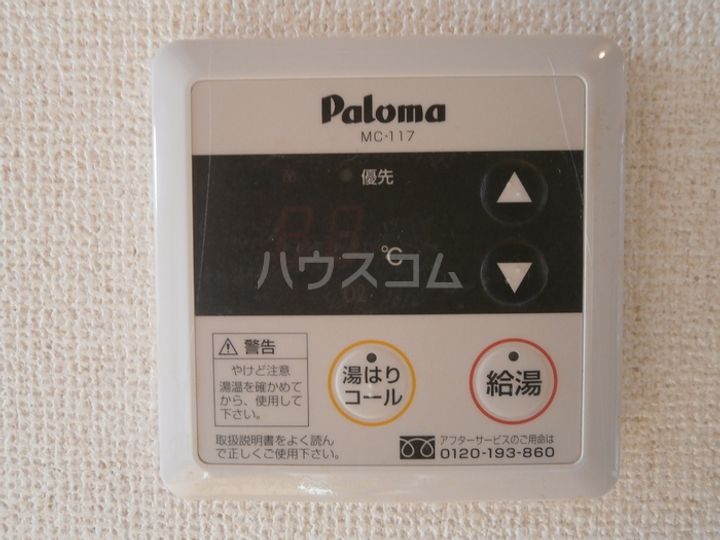 Paloma
MC-117
優先
℃
ハウスコム
警告
やけど注意
湯温を確かめて
から、使用して
下さい。
湯はり
コール
給湯
取扱説明書をよく読ん
で正しくご使用下さい。
アフターサービスのご用命は
0120-193-860